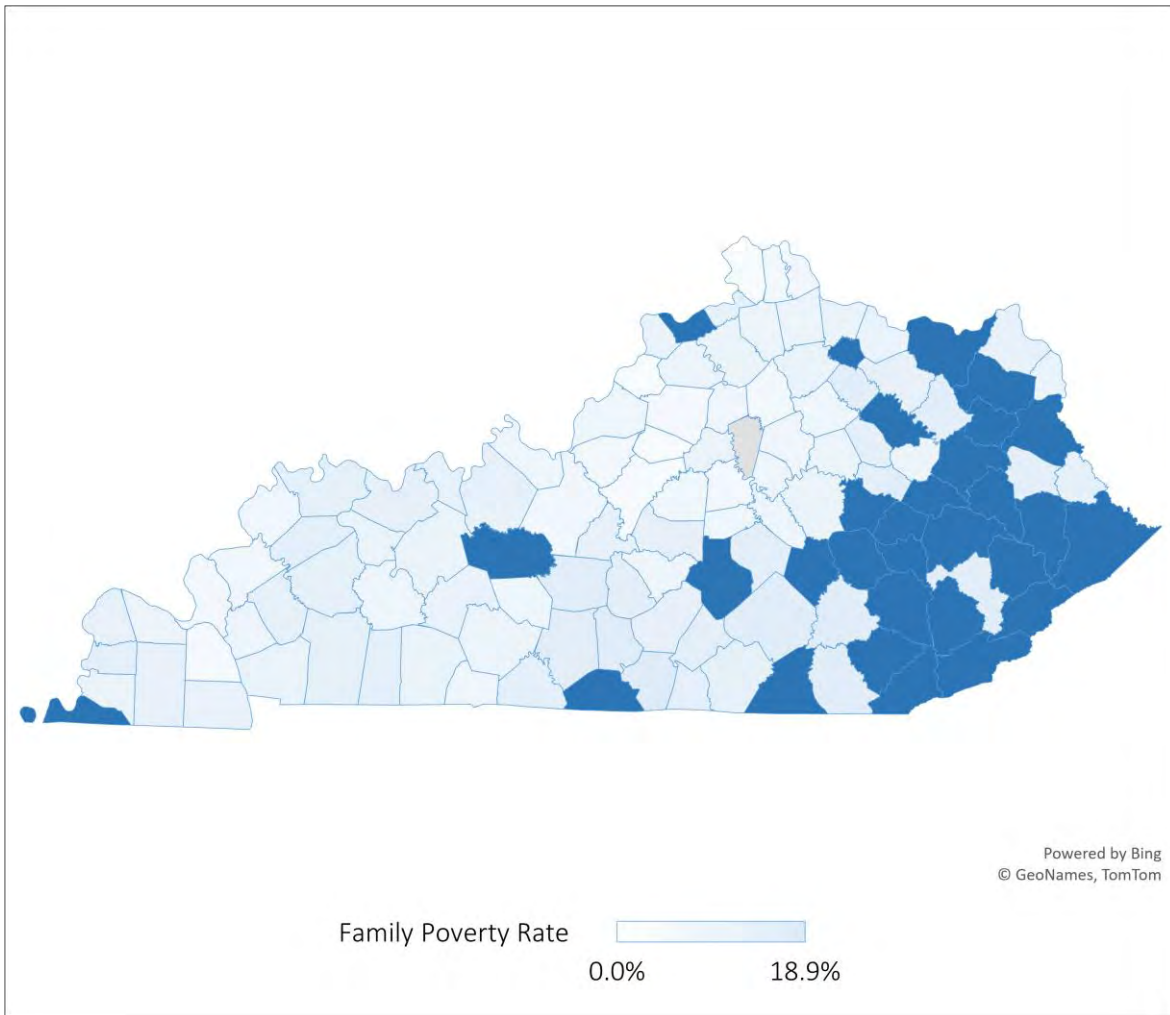 Powered by Bing
© GeoNames, TomTom
Family Poverty Rate
0.0%
18.9%